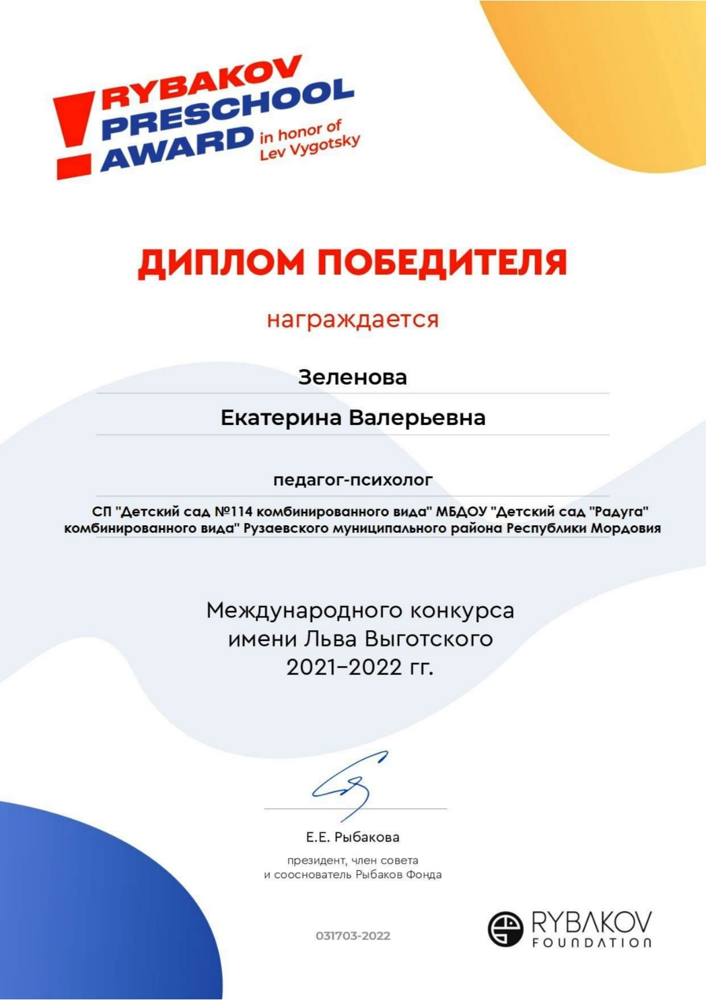 RYBAKOV
PRESCHOOL
AWARD in honor of
Lev Vygotsky
ДИПЛОМ ПОБЕДИТЕЛЯ
награждается
Зеленова
Екатерина Валерьевна
педагог-психолог
СП "Детский сад №114 комбинированного вида" МБДОУ "Детский сад "Радуга"
комбинированного вида" Рузаевского муниципального района Республики Мордовия
Международного конкурса
имени Льва Выготского
2021–2022 гг.
Е.Е. Рыбакова
президент, член совета
и сооснователь Рыбаков Фонда
031703-2022
RYBAKOV
FOUNDATION